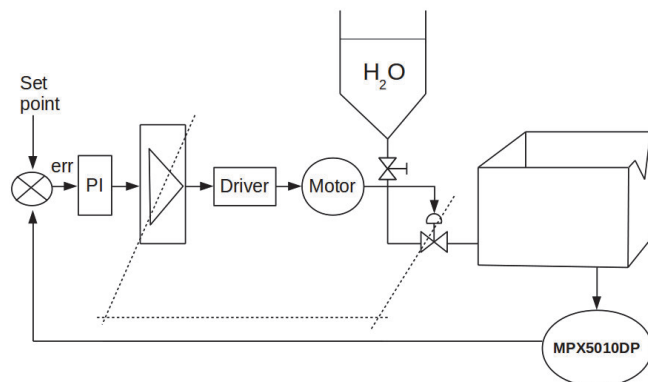 H₂O
Set
point
err
PI
Driver
Motor
MPX5010DP